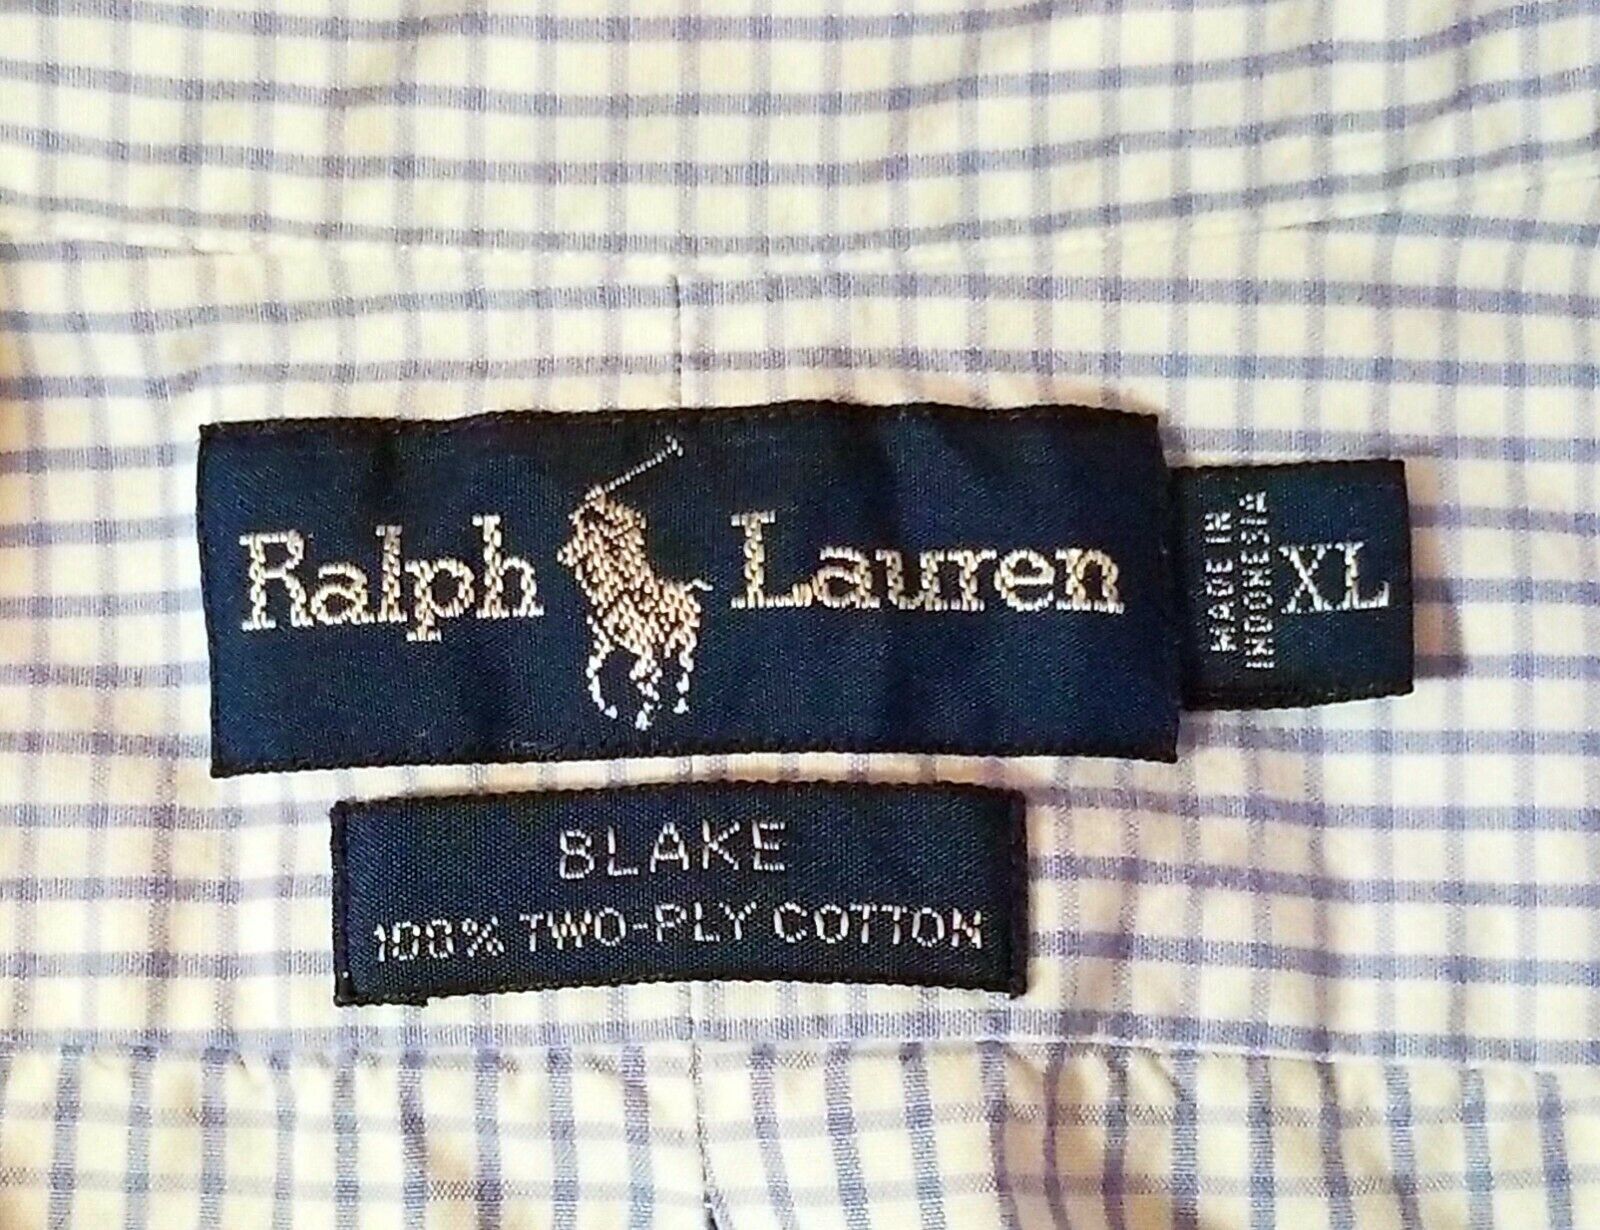 Ralph Lauren
MADE IN
INDONESIA
XL
BLAKE
100% TWO-PLY COTTON